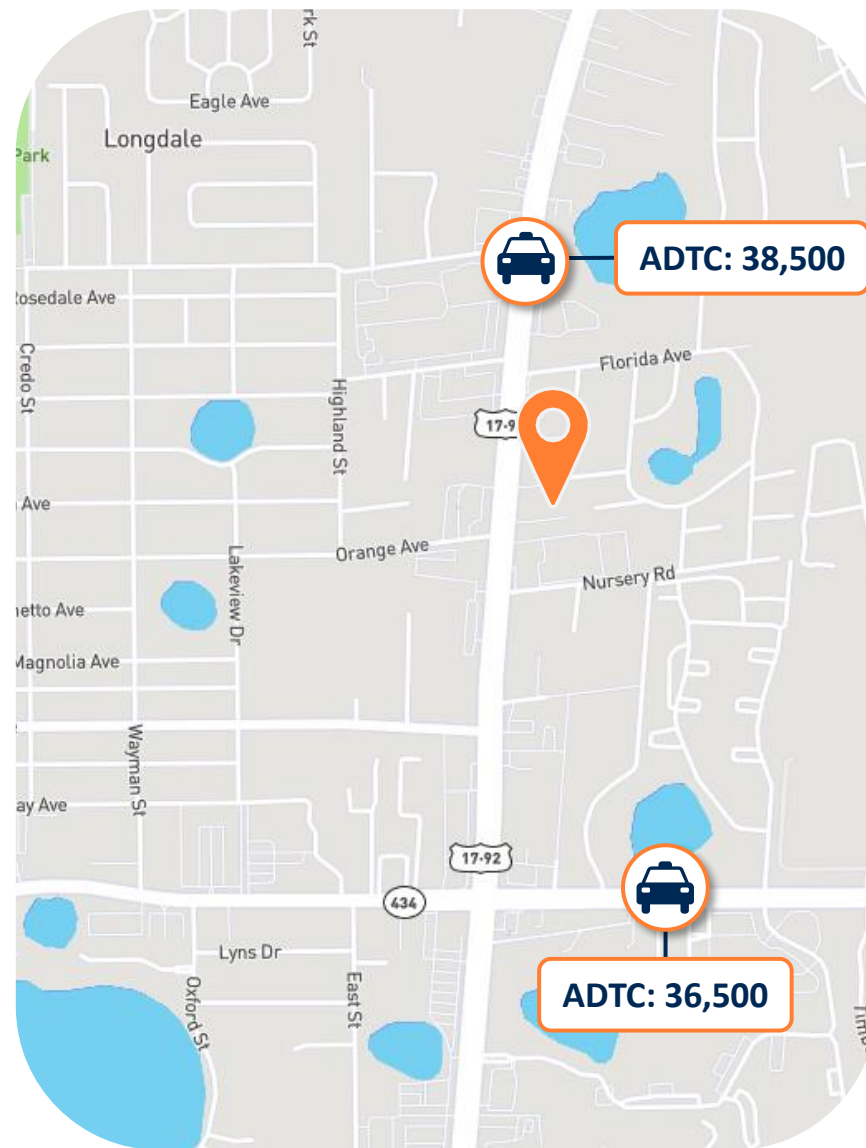 rk St
Eagle Ave
Longdale
Park
ADTC: 38,500
Rosedale Ave
Credo St
Highland St
Florida Ave
17-9
Ave
Orange Ave
Lakeview Dr
Nursery Rd
netto Ave
Magnolia Ave
Wayman St
ay Ave
17-92
434
Lyns Dr
Oxford St
East St
ADTC: 36,500